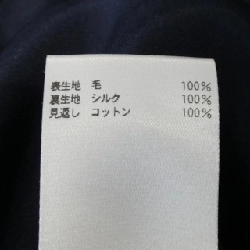 表生地 毛 100%
裏生地 シルク 100%
見返し コットン 100%